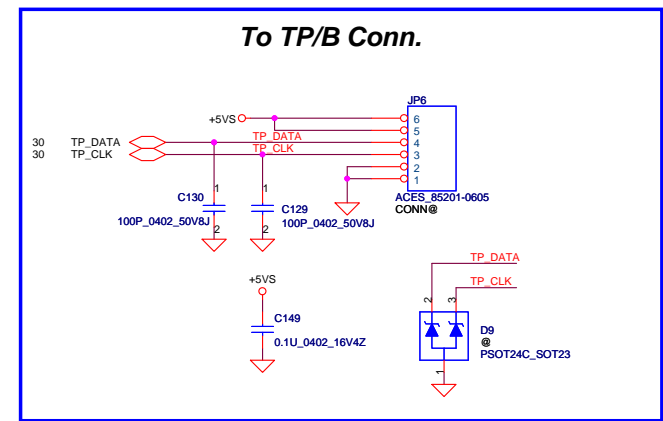 To TP/B Conn.
JP6
+5VS
6
5
30 TP_DATA
TP_DATA
4
30 TP_CLK
TP_CLK
3
2
1
1
1
C130
C129
ACES_85201-0605
CONN@
100P_0402_50V8J
2
2
100P_0402_50V8J
+5VS
TP_DATA
TP_CLK
2
3
C149
0.1U_0402_16V4Z
D9
@
PSOT24C_SOT23
1